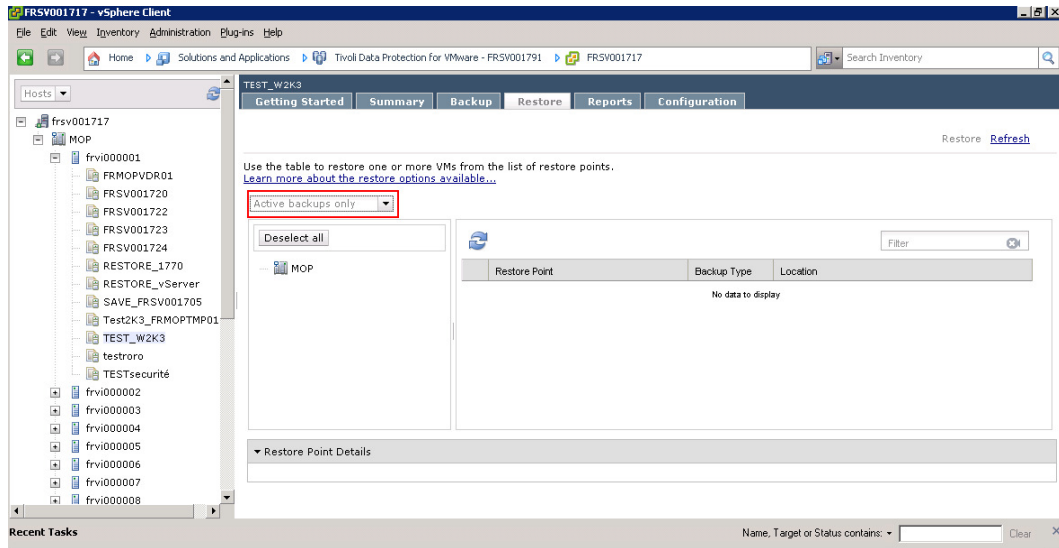 FRSV001717 - vSphere Client
File Edit View Inventory Administration Plug-ins Help
Home Solutions and Applications Tivoli Data Protection for VMware - FRSV001791 FRSV001717 Search Inventory
Hosts
frsv001717
MOP
frvi000001
FRMOPVDR01
FRSV001720
FRSV001722
FRSV001723
FRSV001724
RESTORE_1770
RESTORE_vServer
SAVE_FRSV001705
Test2K3_FRMOPTMP01
TEST_W2K3
testroro
TESTsecurité
frvi000002
frvi000003
frvi000004
frvi000005
frvi000006
frvi000007
frvi000008
TEST_W2K3
Getting Started Summary Backup Restore Reports Configuration
Restore Refresh
Use the table to restore one or more VMs from the list of restore points.
Learn more about the restore options available...
Active backups only
Deselect all
MOP
Filter
Restore Point Backup Type Location
No data to display
Restore Point Details
Recent Tasks
Name, Target or Status contains:
Clear